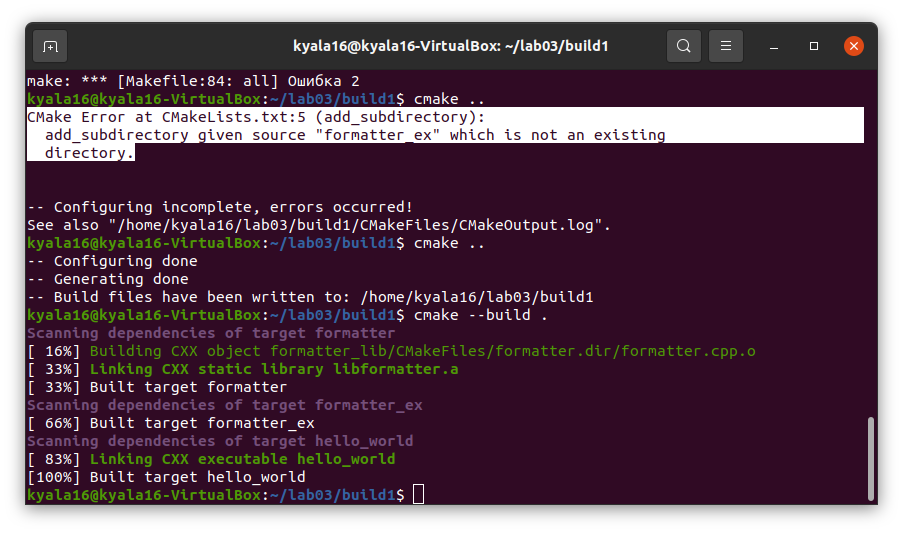 kyala16@kyala16-VirtualBox: ~/lab03/build1
make: *** [Makefile:84: all] Ошибка 2
kyala16@kyala16-VirtualBox:~/lab03/build1$ cmake ..
CMake Error at CMakeLists.txt:5 (add_subdirectory):
  add_subdirectory given source "formatter_ex" which is not an existing
  directory.
-- Configuring incomplete, errors occurred!
See also "/home/kyala16/lab03/build1/CMakeFiles/CMakeOutput.log".
kyala16@kyala16-VirtualBox:~/lab03/build1$ cmake ..
-- Configuring done
-- Generating done
-- Build files have been written to: /home/kyala16/lab03/build1
kyala16@kyala16-VirtualBox:~/lab03/build1$ cmake --build .
Scanning dependencies of target formatter
[ 16%] Building CXX object formatter_lib/CMakeFiles/formatter.dir/formatter.cpp.o
[ 33%] Linking CXX static library libformatter.a
[ 33%] Built target formatter
Scanning dependencies of target formatter_ex
[ 66%] Built target formatter_ex
Scanning dependencies of target hello_world
[ 83%] Linking CXX executable hello_world
[100%] Built target hello_world
kyala16@kyala16-VirtualBox:~/lab03/build1$